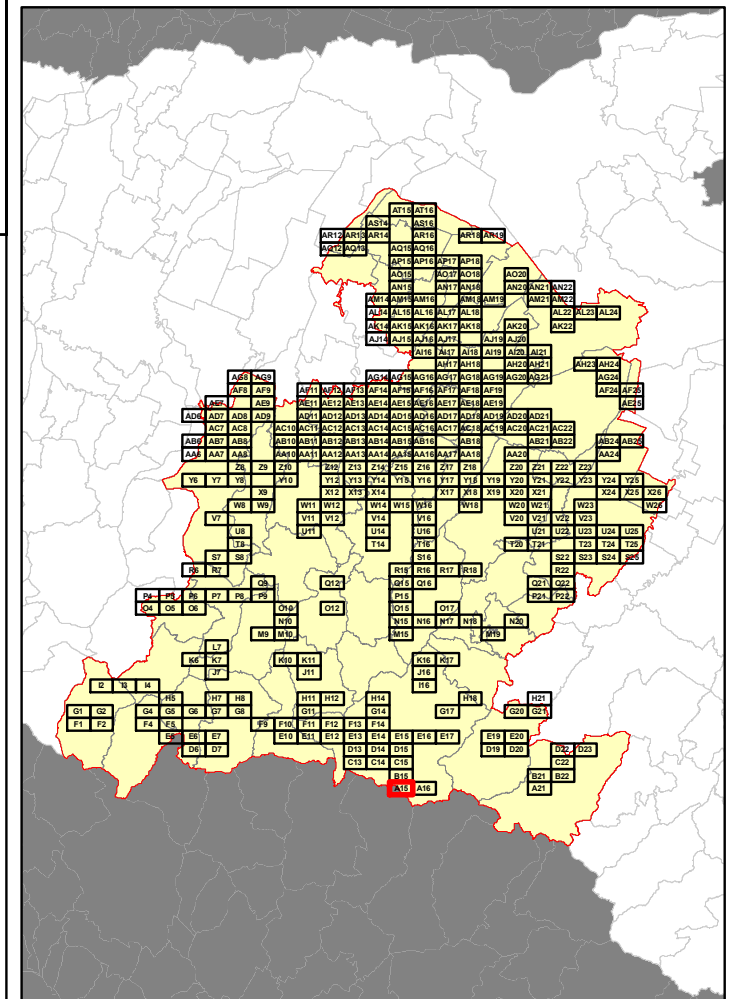 AT15 AT16
AS14 AS16
AR12 AR13 AR14 AR16 AR18 AR19
AQ12 AQ13 AQ15 AQ16
AP15 AP16 AP17 AP18
AO15 AO17 AO18 AO20
AN15 AN17 AN18 AN20 AN21 AN22
AM14 AM15 AM16 AM18 AM19 AM21 AM22
AL14 AL15 AL16 AL17 AL18 AL22 AL23 AL24
AK14 AK15 AK16 AK17 AK18 AK20 AK22
AJ14 AJ15 AJ16 AJ17 AJ19 AJ20
AI16 AI17 AI18 AI19 AI20 AI21
AH17 AH18 AH20 AH21 AH23 AH24
AG8 AG9 AG14 AG15 AG16 AG17 AG18 AG19 AG20 AG21 AG24
AF8 AF9 AF11 AF12 AF13 AF14 AF15 AF16 AF17 AF18 AF19 AF24 AF25
AE7 AE9 AE11 AE12 AE13 AE14 AE15 AE16 AE17 AE18 AE19 AE25
AD6 AD7 AD8 AD9 AD11 AD12 AD13 AD14 AD15 AD16 AD17 AD18 AD19 AD20 AD21
AC7 AC8 AC10 AC11 AC12 AC13 AC14 AC15 AC16 AC17 AC18 AC19 AC20 AC21 AC22
AB6 AB7 AB8 AB10 AB11 AB12 AB13 AB14 AB15 AB16 AB18 AB21 AB22 AB24 AB25
AA6 AA7 AA8 AA10 AA11 AA12 AA13 AA14 AA15 AA16 AA17 AA18 AA20 AA24
Z8 Z9 Z10 Z12 Z13 Z14 Z15 Z16 Z17 Z18 Z20 Z21 Z22 Z23
Y6 Y7 Y8 Y10 Y12 Y13 Y14 Y15 Y16 Y17 Y18 Y19 Y20 Y21 Y22 Y23 Y24 Y25
X9 X12 X13 X14 X17 X18 X19 X20 X21 X24 X25 X26
W8 W9 W11 W12 W14 W15 W16 W18 W20 W21 W23 W26
V7 V11 V12 V14 V16 V20 V21 V22 V23
U8 U11 U14 U16 U21 U22 U23 U24 U25
T8 T14 T16 T20 T21 T23 T24 T25
S7 S8 S16 S22 S23 S24 S25
R6 R7 R15 R16 R17 R18 R22
Q9 Q12 Q15 Q16 Q21 Q22
P4 P5 P6 P7 P8 P9 P15 P21 P22
O4 O5 O6 O10 O12 O15 O17
N10 N15 N16 N17 N18 N20
M9 M10 M15 M19
L7
K6 K7 K10 K11 K16 K17
J7 J11 J16
I2 I3 I4 I16
H5 H7 H8 H11 H12 H14 H18 H21
G1 G2 G4 G5 G6 G7 G8 G11 G14 G17 G20 G21
F1 F2 F4 F5 F9 F10 F11 F12 F13 F14
E5 E6 E7 E10 E11 E12 E13 E14 E15 E16 E17 E19 E20
D6 D7 D13 D14 D15 D19 D20 D22 D23
C13 C14 C15 C22
B15 B21 B22
A15 A16 A21